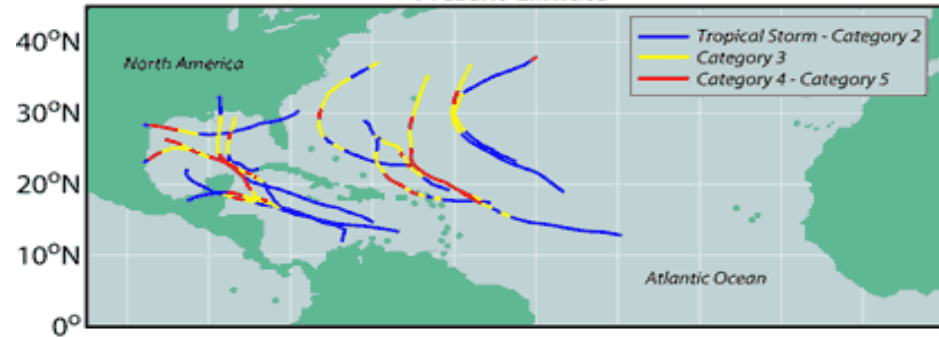 40°N
30°N
20°N
10°N
0°
North America
Tropical Storm - Category 2
Category 3
Category 4 - Category 5
Atlantic Ocean